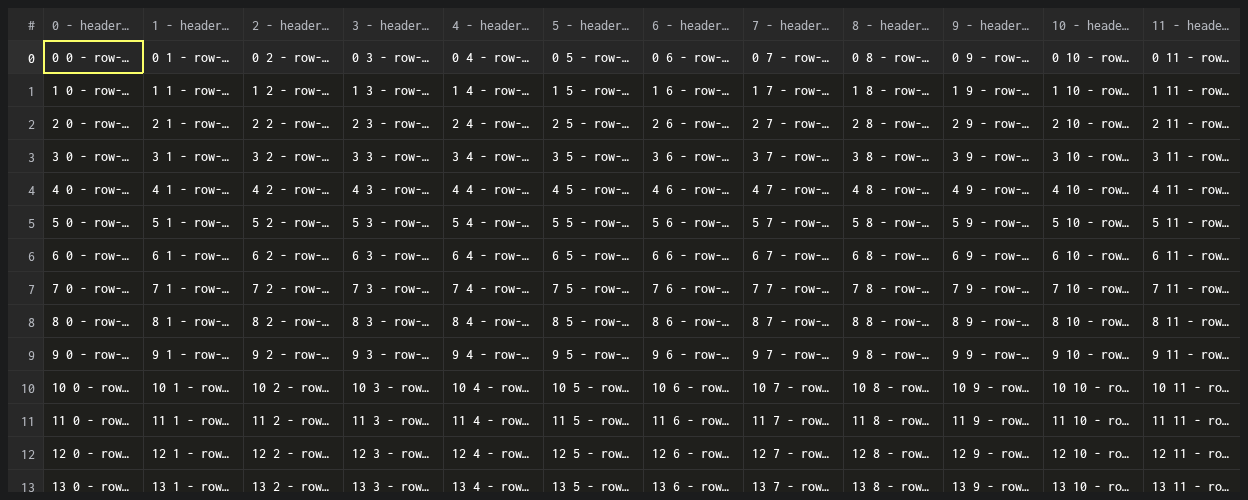 # 0 - header… 1 - header… 2 - header… 3 - header… 4 - header… 5 - header… 6 - header… 7 - header… 8 - header… 9 - header… 10 - heade… 11 - heade…
0 0 0 - row-… 0 1 - row-… 0 2 - row-… 0 3 - row-… 0 4 - row-… 0 5 - row-… 0 6 - row-… 0 7 - row-… 0 8 - row-… 0 9 - row-… 0 10 - row… 0 11 - row…
1 1 0 - row-… 1 1 - row-… 1 2 - row-… 1 3 - row-… 1 4 - row-… 1 5 - row-… 1 6 - row-… 1 7 - row-… 1 8 - row-… 1 9 - row-… 1 10 - row… 1 11 - row…
2 2 0 - row-… 2 1 - row-… 2 2 - row-… 2 3 - row-… 2 4 - row-… 2 5 - row-… 2 6 - row-… 2 7 - row-… 2 8 - row-… 2 9 - row-… 2 10 - row… 2 11 - row…
3 3 0 - row-… 3 1 - row-… 3 2 - row-… 3 3 - row-… 3 4 - row-… 3 5 - row-… 3 6 - row-… 3 7 - row-… 3 8 - row-… 3 9 - row-… 3 10 - row… 3 11 - row…
4 4 0 - row-… 4 1 - row-… 4 2 - row-… 4 3 - row-… 4 4 - row-… 4 5 - row-… 4 6 - row-… 4 7 - row-… 4 8 - row-… 4 9 - row-… 4 10 - row… 4 11 - row…
5 5 0 - row-… 5 1 - row-… 5 2 - row-… 5 3 - row-… 5 4 - row-… 5 5 - row-… 5 6 - row-… 5 7 - row-… 5 8 - row-… 5 9 - row-… 5 10 - row… 5 11 - row…
6 6 0 - row-… 6 1 - row-… 6 2 - row-… 6 3 - row-… 6 4 - row-… 6 5 - row-… 6 6 - row-… 6 7 - row-… 6 8 - row-… 6 9 - row-… 6 10 - row… 6 11 - row…
7 7 0 - row-… 7 1 - row-… 7 2 - row-… 7 3 - row-… 7 4 - row-… 7 5 - row-… 7 6 - row-… 7 7 - row-… 7 8 - row-… 7 9 - row-… 7 10 - row… 7 11 - row…
8 8 0 - row-… 8 1 - row-… 8 2 - row-… 8 3 - row-… 8 4 - row-… 8 5 - row-… 8 6 - row-… 8 7 - row-… 8 8 - row-… 8 9 - row-… 8 10 - row… 8 11 - row…
9 9 0 - row-… 9 1 - row-… 9 2 - row-… 9 3 - row-… 9 4 - row-… 9 5 - row-… 9 6 - row-… 9 7 - row-… 9 8 - row-… 9 9 - row-… 9 10 - row… 9 11 - row…
10 10 0 - row… 10 1 - row… 10 2 - row… 10 3 - row… 10 4 - row… 10 5 - row… 10 6 - row… 10 7 - row… 10 8 - row… 10 9 - row… 10 10 - ro… 10 11 - ro…
11 11 0 - row… 11 1 - row… 11 2 - row… 11 3 - row… 11 4 - row… 11 5 - row… 11 6 - row… 11 7 - row… 11 8 - row… 11 9 - row… 11 10 - ro… 11 11 - ro…
12 12 0 - row… 12 1 - row… 12 2 - row… 12 3 - row… 12 4 - row… 12 5 - row… 12 6 - row… 12 7 - row… 12 8 - row… 12 9 - row… 12 10 - ro… 12 11 - ro…
13 13 0 - row… 13 1 - row… 13 2 - row… 13 3 - row… 13 4 - row… 13 5 - row… 13 6 - row… 13 7 - row… 13 8 - row… 13 9 - row… 13 10 - ro… 13 11 - ro…